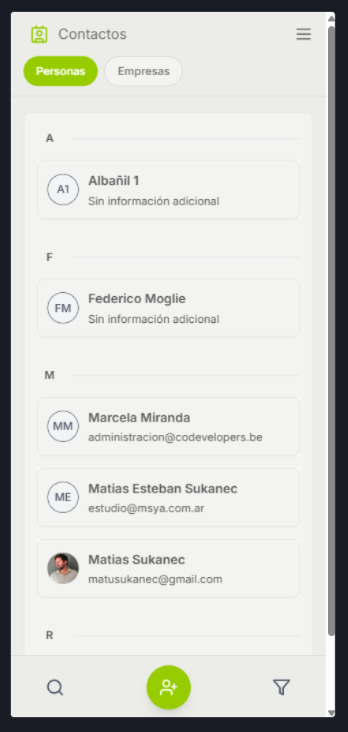 Contactos
Personas Empresas
A
A1 Albañil 1
Sin información adicional
F
FM Federico Moglie
Sin información adicional
M
MM Marcela Miranda
administracion@codevelopers.be
ME Matias Esteban Sukanec
estudio@msya.com.ar
Matias Sukanec
matusukanec@gmail.com
R